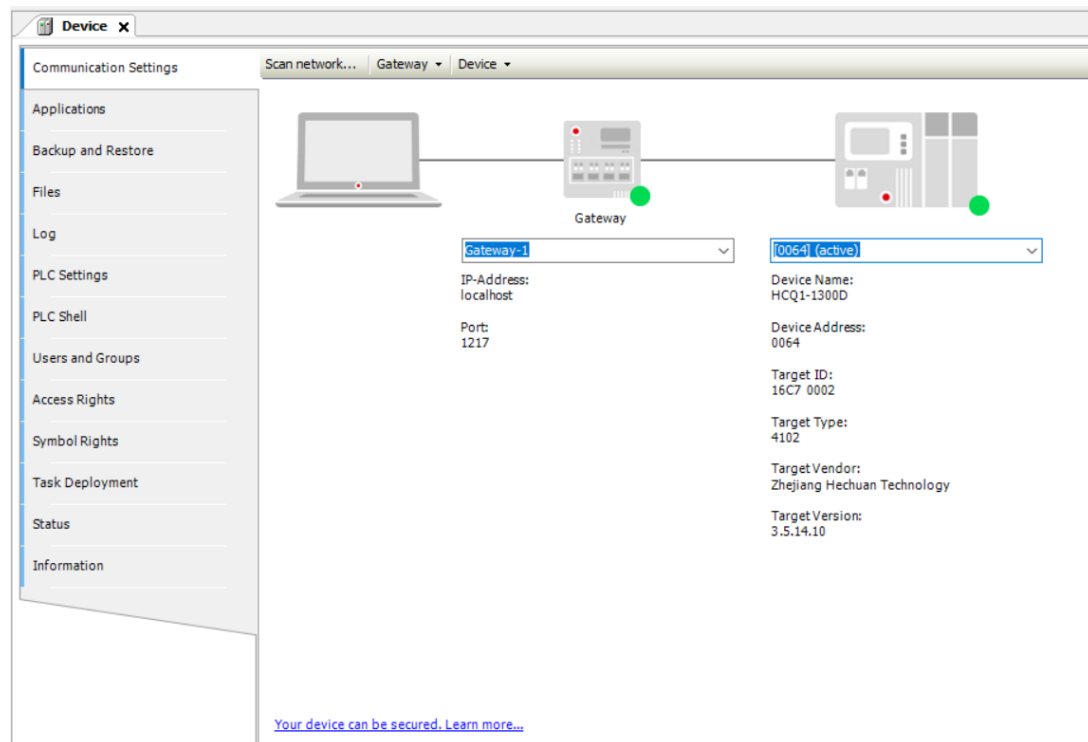 Device
Communication Settings
Applications
Backup and Restore
Files
Log
PLC Settings
PLC Shell
Users and Groups
Access Rights
Symbol Rights
Task Deployment
Status
Information
Scan network... Gateway Device
Gateway
Gateway-1
IP-Address:
localhost
Port:
1217
[0064] (active)
Device Name:
HCQ1-1300D
Device Address:
0064
Target ID:
16C7 0002
Target Type:
4102
Target Vendor:
Zhejiang Hechuan Technology
Target Version:
3.5.14.10
Your device can be secured. Learn more...